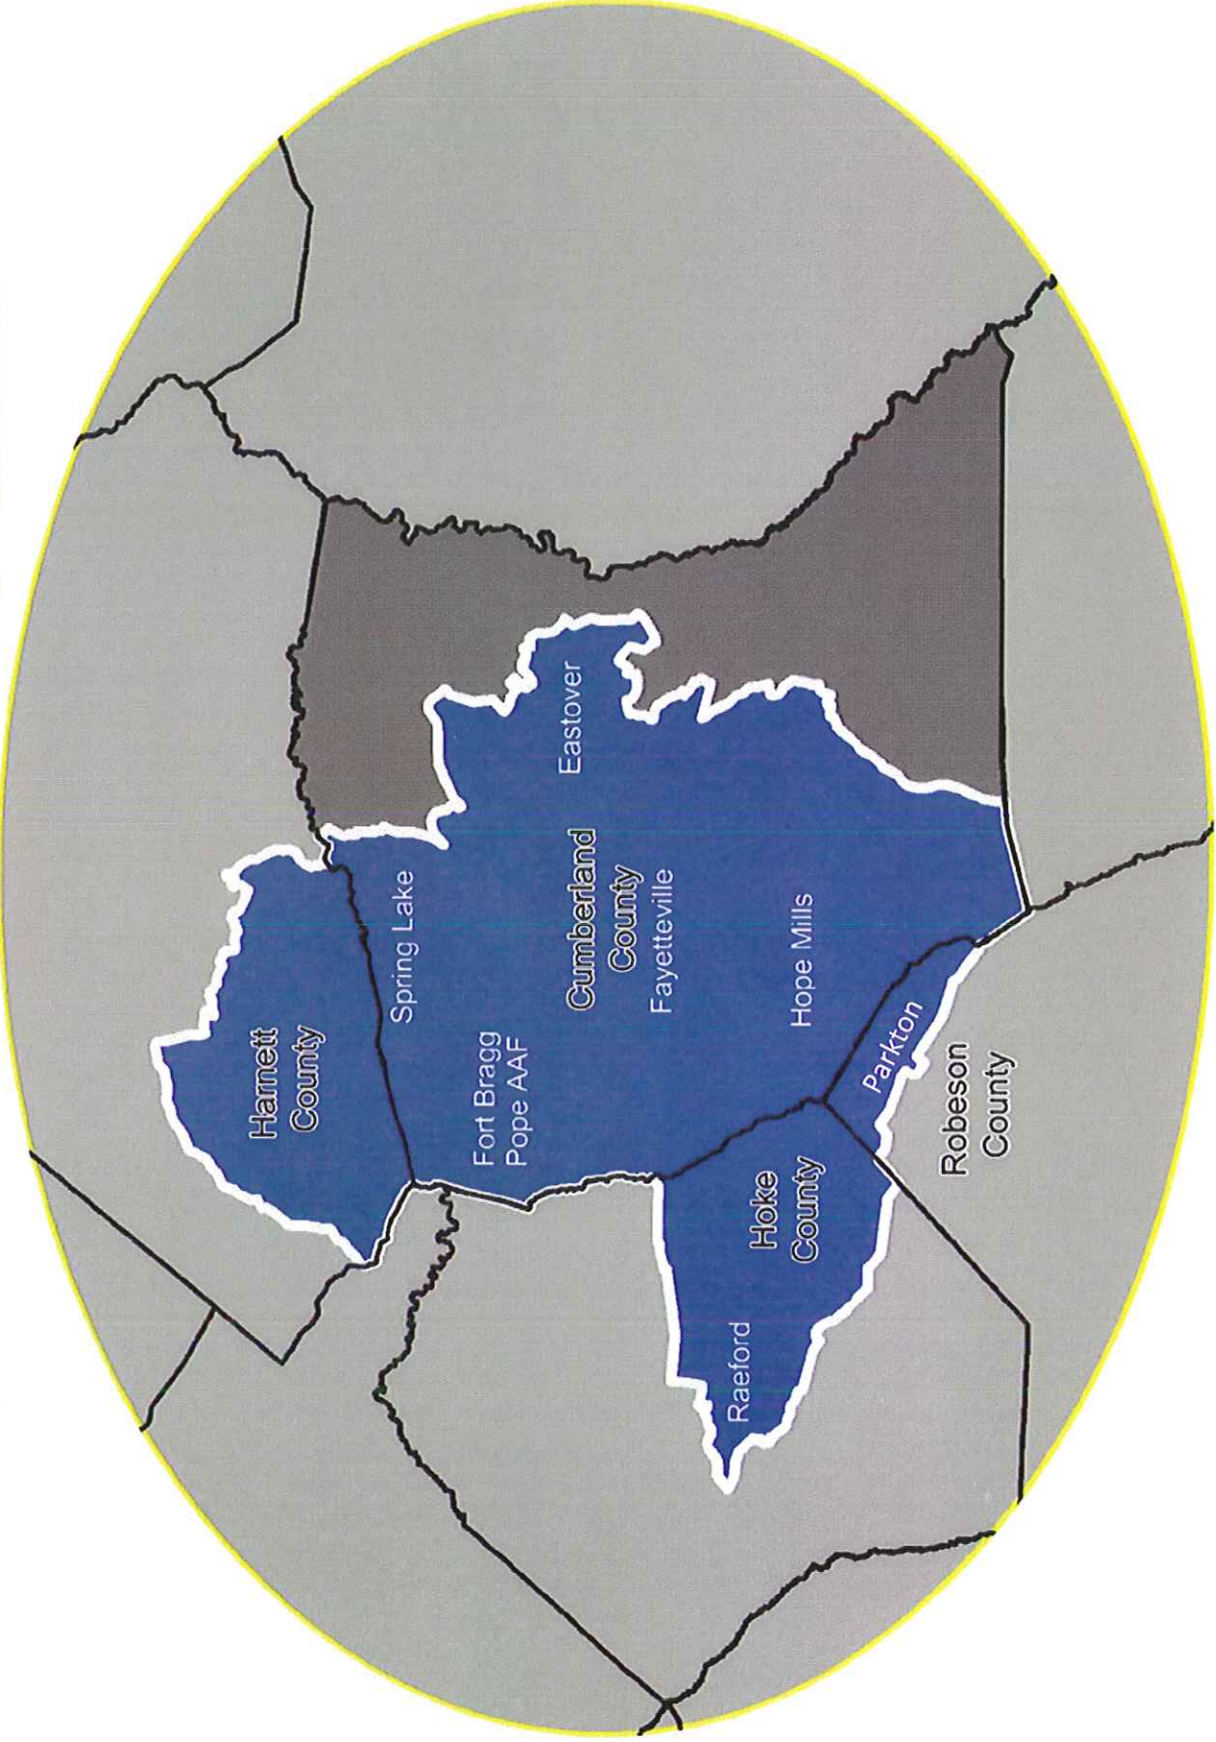 Harnett
County
Spring Lake
Fort Bragg
Pope AAF
Eastover
Cumberland
County
Fayetteville
Hoke
County
Raeford
Hope Mills
Parkton
Robeson
County